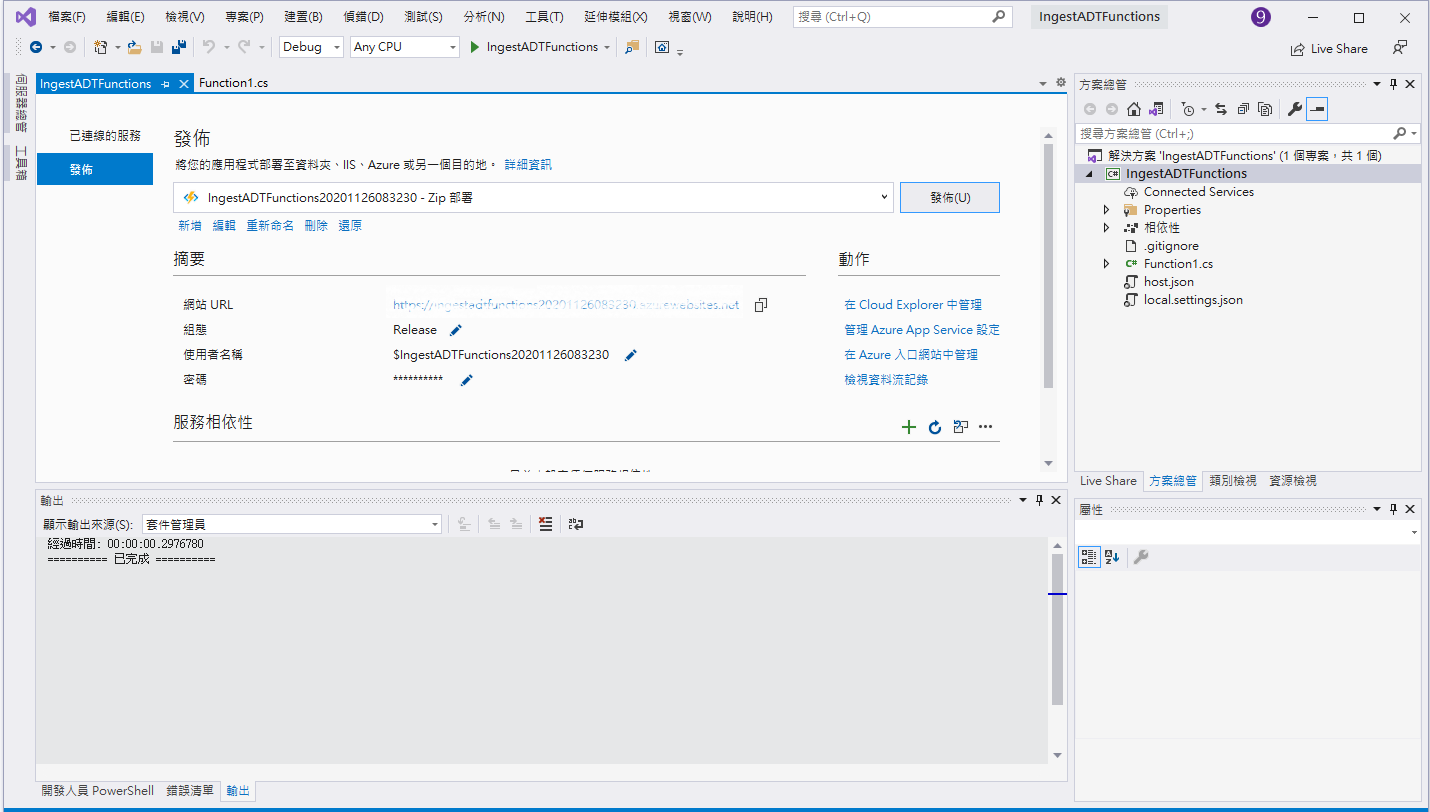 檔案(F) 編輯(E) 檢視(V) 專案(P) 建置(B) 偵錯(D) 測試(S) 分析(N) 工具(T) 延伸模組(X) 視窗(W) 說明(H) 搜尋 (Ctrl+Q) IngestADTFunctions 9
Debug Any CPU IngestADTFunctions Live Share
伺服器總管
工具箱
IngestADTFunctions Function1.cs
已連線的服務
發佈
發佈
將您的應用程式部署至資料夾、IIS、Azure 或另一個目的地。 詳細資訊
IngestADTFunctions20201126083230 - Zip 部署 發佈(U)
新增 編輯 重新命名 刪除 還原
摘要 動作
網站 URL https://ingestadtfunctions20201126083230.azurewebsites.net 在 Cloud Explorer 中管理
組態 Release 管理 Azure App Service 設定
使用者名稱 $IngestADTFunctions20201126083230 在 Azure 入口網站中管理
密碼 ********** 檢視資料流記錄
服務相依性
輸出
顯示輸出來源(S): 套件管理員
經過時間: 00:00:00.2976780
========== 已完成 ==========
開發人員 PowerShell 錯誤清單 輸出
方案總管
搜尋方案總管 (Ctrl+;)
解決方案 'IngestADTFunctions' (1 個專案，共 1 個)
C# IngestADTFunctions
Connected Services
Properties
相依性
.gitignore
C# Function1.cs
host.json
local.settings.json
Live Share 方案總管 類別檢視 資源檢視
屬性